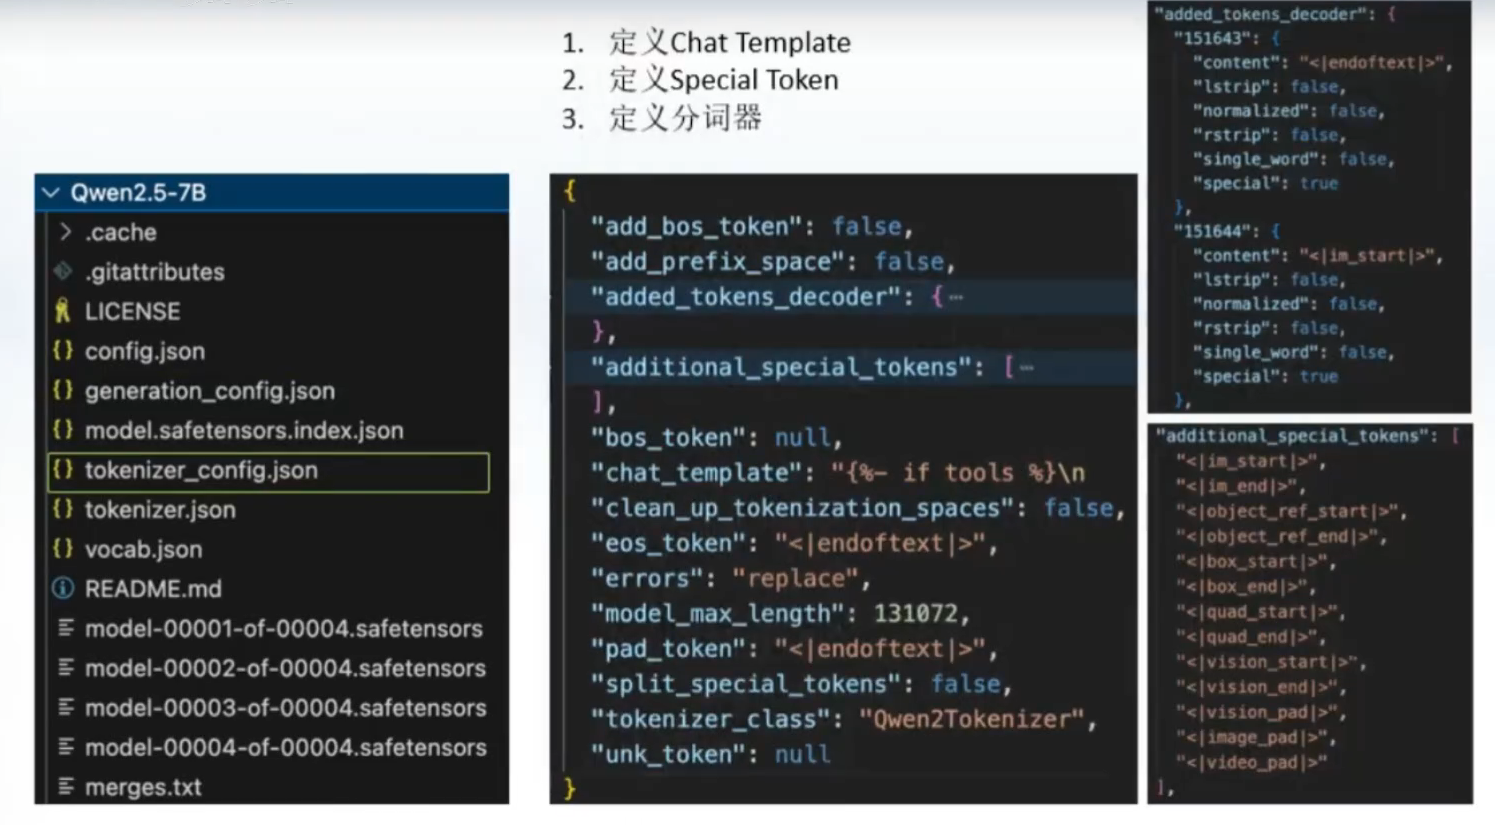 1. 定义Chat Template
2. 定义Special Token
3. 定义分词器
Qwen2.5-7B
.cache
.gitattributes
LICENSE
config.json
generation_config.json
model.safetensors.index.json
tokenizer_config.json
tokenizer.json
vocab.json
README.md
model-00001-of-00004.safetensors
model-00002-of-00004.safetensors
model-00003-of-00004.safetensors
model-00004-of-00004.safetensors
merges.txt
{
"add_bos_token": false,
"add_prefix_space": false,
"added_tokens_decoder": {⋯
},
"additional_special_tokens": [⋯
],
"bos_token": null,
"chat_template": "{%- if tools %}\n
"clean_up_tokenization_spaces": false,
"eos_token": "<|endoftext|>",
"errors": "replace",
"model_max_length": 131072,
"pad_token": "<|endoftext|>",
"split_special_tokens": false,
"tokenizer_class": "Qwen2Tokenizer",
"unk_token": null
}
"added_tokens_decoder": {
"151643": {
"content": "<|endoftext|>",
"lstrip": false,
"normalized": false,
"rstrip": false,
"single_word": false,
"special": true
},
"151644": {
"content": "<|im_start|>",
"lstrip": false,
"normalized": false,
"rstrip": false,
"single_word": false,
"special": true
},
"additional_special_tokens": [
"<|im_start|>",
"<|im_end|>",
"<|object_ref_start|>",
"<|object_ref_end|>",
"<|box_start|>",
"<|box_end|>",
"<|quad_start|>",
"<|quad_end|>",
"<|vision_start|>",
"<|vision_end|>",
"<|vision_pad|>",
"<|image_pad|>",
"<|video_pad|>"
],